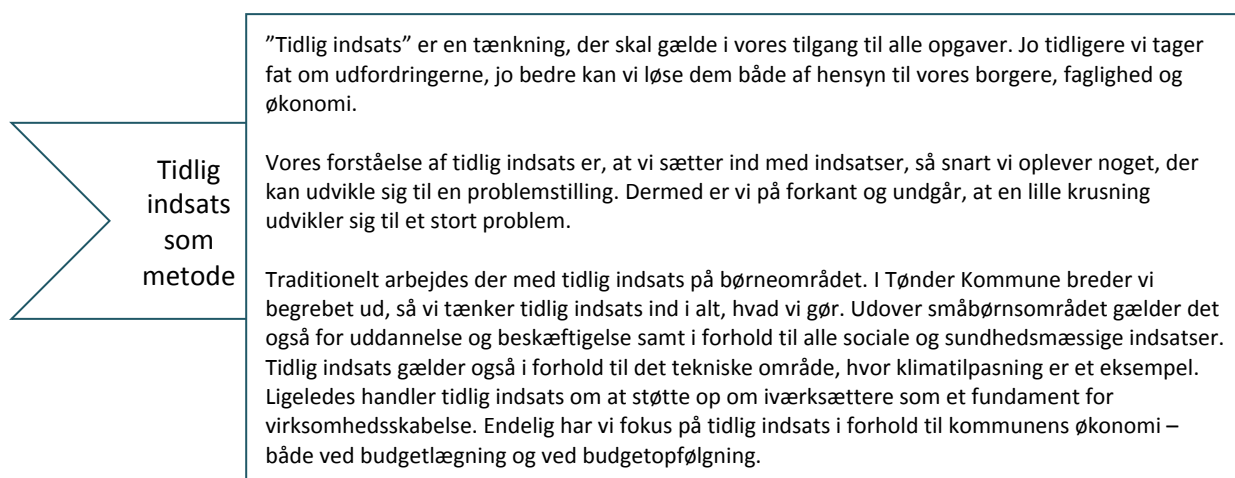 Tidlig
indsats
som
metode
”Tidlig indsats” er en tænkning, der skal gælde i vores tilgang til alle opgaver. Jo tidligere vi tager
fat om udfordringerne, jo bedre kan vi løse dem både af hensyn til vores borgere, faglighed og
økonomi.
Vores forståelse af tidlig indsats er, at vi sætter ind med indsatser, så snart vi oplever noget, der
kan udvikle sig til en problemstilling. Dermed er vi på forkant og undgår, at en lille krusning
udvikler sig til et stort problem.
Traditionelt arbejdes der med tidlig indsats på børneområdet. I Tønder Kommune breder vi
begrebet ud, så vi tænker tidlig indsats ind i alt, hvad vi gør. Udover småbørnsområdet gælder det
også for uddannelse og beskæftigelse samt i forhold til alle sociale og sundhedsmæssige indsatser.
Tidlig indsats gælder også i forhold til det tekniske område, hvor klimatilpasning er et eksempel.
Ligeledes handler tidlig indsats om at støtte op om iværksættere som et fundament for
virksomhedsskabelse. Endelig har vi fokus på tidlig indsats i forhold til kommunens økonomi –
både ved budgetlægning og ved budgetopfølgning.